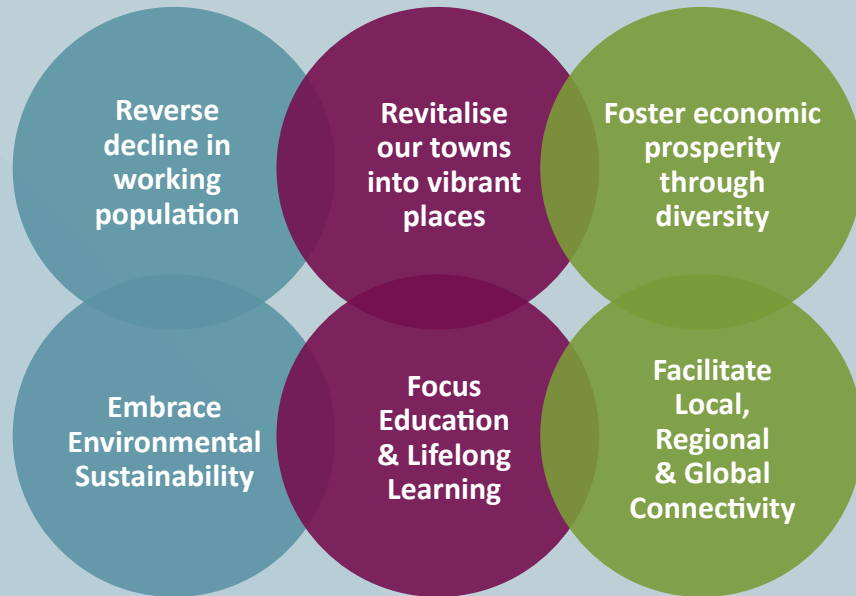 Reverse
decline in
working
population
Revitalise
our towns
into vibrant
places
Foster economic
prosperity
through
diversity
Embrace
Environmental
Sustainability
Focus
Education
& Lifelong
Learning
Facilitate
Local,
Regional
& Global
Connectivity